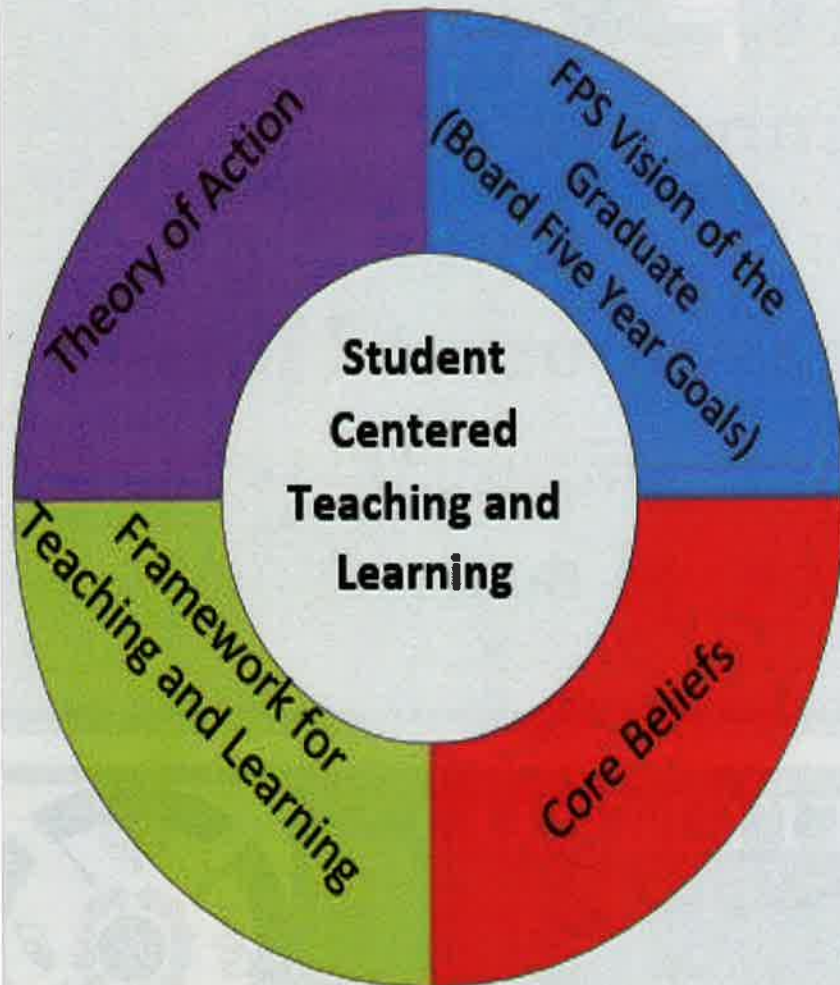 Theory of Action
FPS Vision of the
Graduate
(Board Five Year Goals)
Student
Centered
Teaching and
Learning
Framework for
Teaching and Learning
Core Beliefs